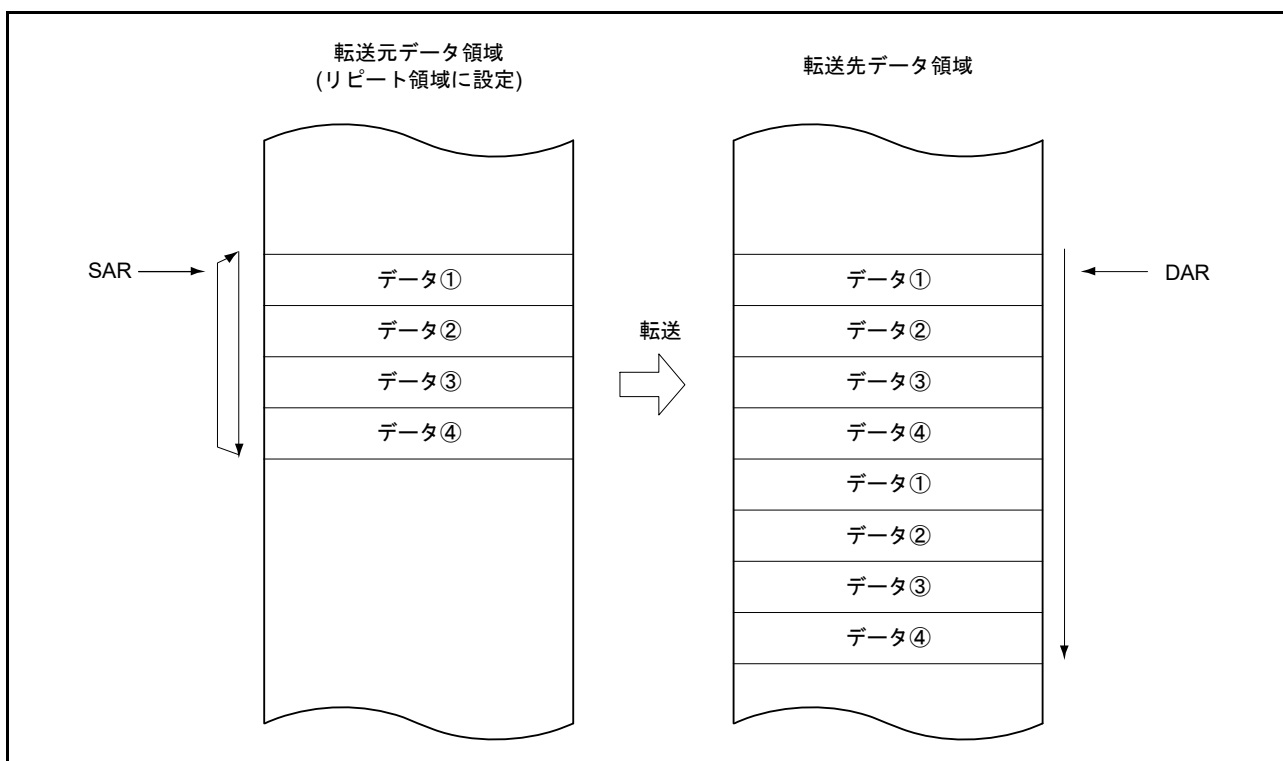 転送元データ領域
(リピート領域に設定)
転送先データ領域
SAR
データ①
データ②
データ③
データ④
転送
データ①
データ②
データ③
データ④
データ①
データ②
データ③
データ④
DAR